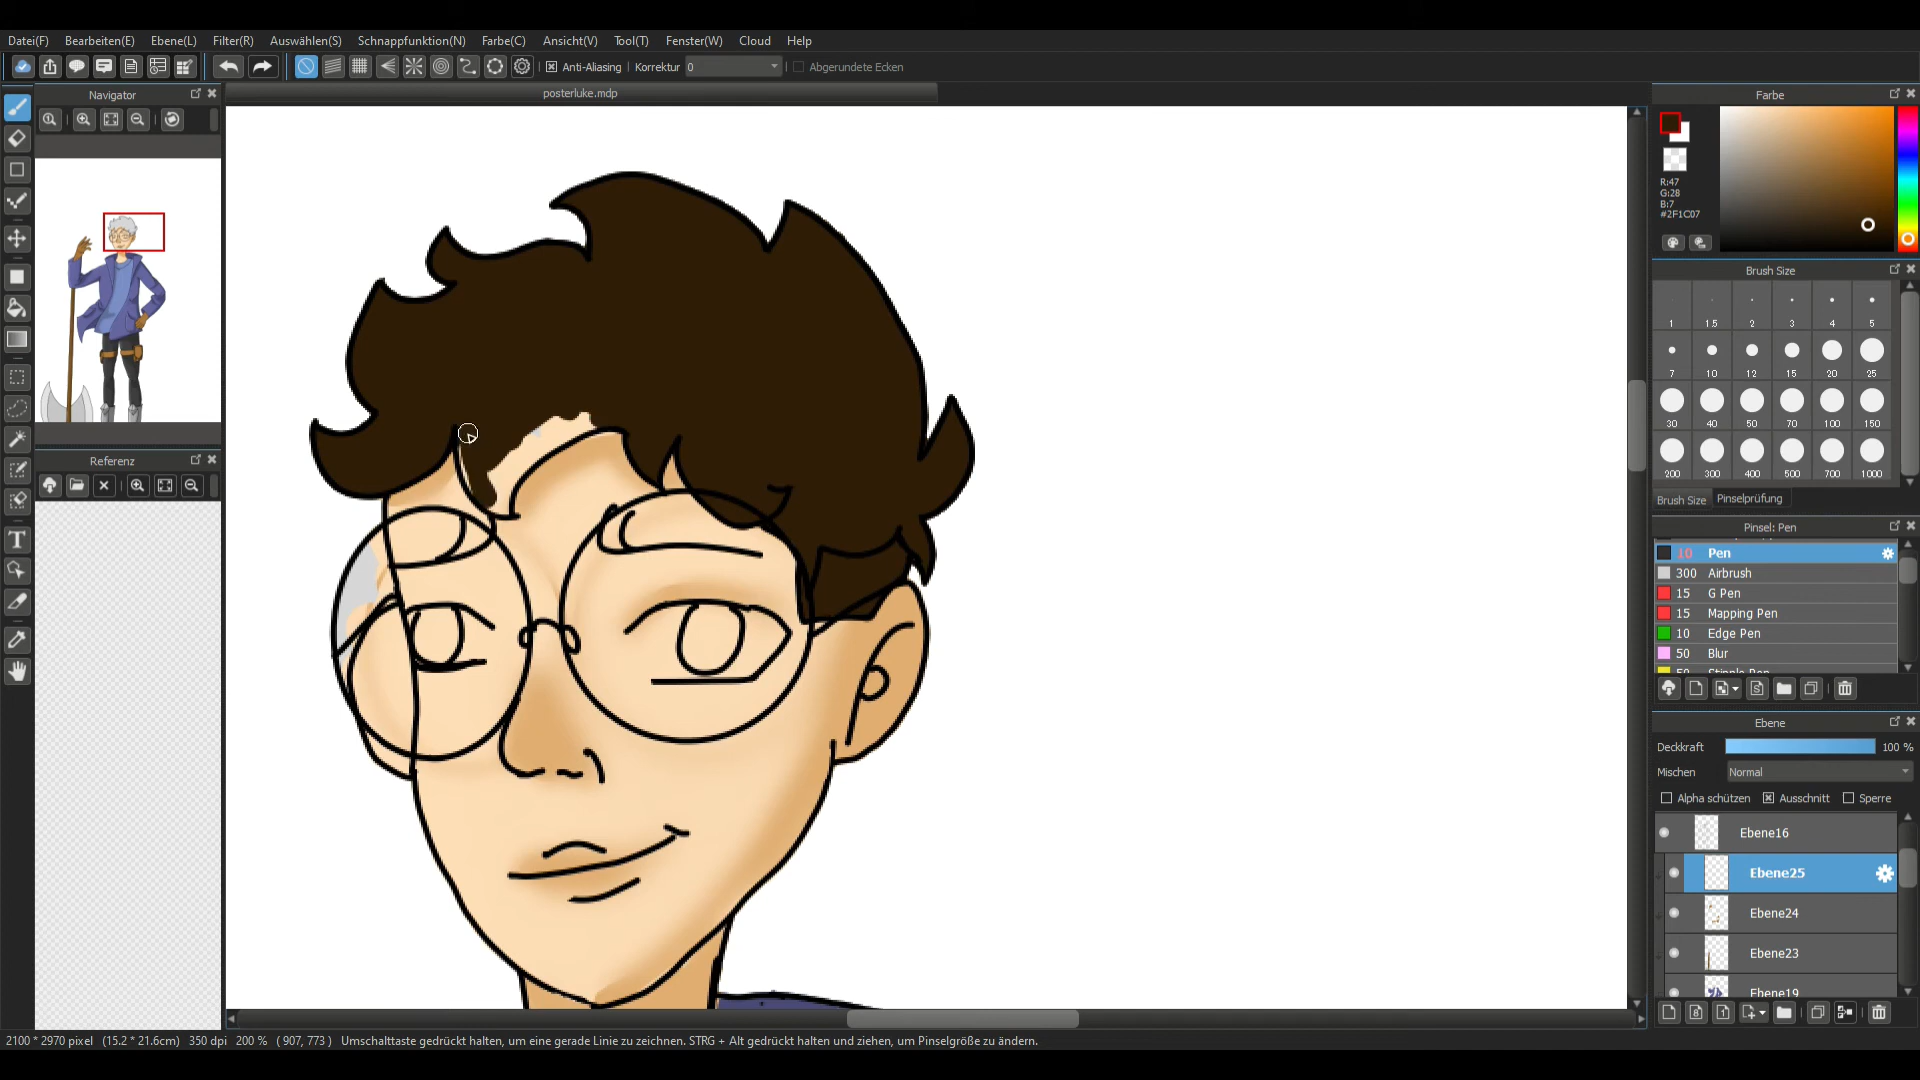 Datei(F) Bearbeiten(E) Ebene(L) Filter(R) Auswählen(S) Schnappfunktion(N) Farbe(C) Ansicht(V) Tool(T) Fenster(W) Cloud Help
Anti-Aliasing Korrektur 0 Abgerundete Ecken
Navigator
posterluke.mdp
Farbe
R:47
G:28
B:7
#2F1C07
Brush Size
1 1.5 2 3 4 5
7 10 12 15 20 25
30 40 50 70 100 150
200 300 400 500 700 1000
Brush Size Pinselprüfung
Referenz
Pinsel: Pen
10 Pen
300 Airbrush
15 G Pen
15 Mapping Pen
10 Edge Pen
50 Blur
Ebene
Deckkraft 100 %
Mischen Normal
Alpha schützen Ausschnitt Sperre
Ebene16
Ebene25
Ebene24
Ebene23
Ebene19
2100 * 2970 pixel (15.2 * 21.6cm) 350 dpi 200 % ( 907, 773 ) Umschalttaste gedrückt halten, um eine gerade Linie zu zeichnen. STRG + Alt gedrückt halten und ziehen, um Pinselgröße zu ändern.